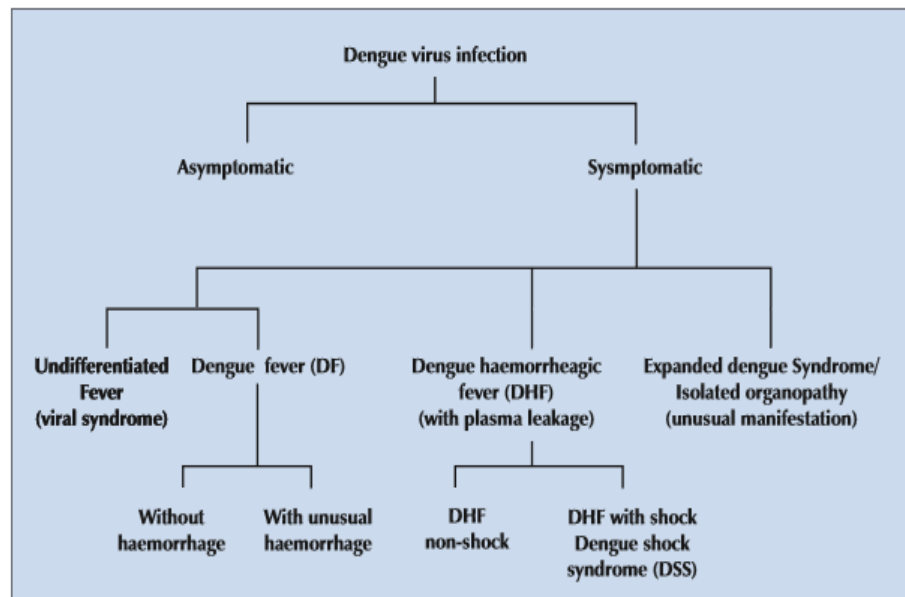 Dengue virus infection
Asymptomatic
Sysmptomatic
Undifferentiated
Fever
(viral syndrome)
Dengue fever (DF)
Dengue haemorrheagic
fever (DHF)
(with plasma leakage)
Expanded dengue Syndrome/
Isolated organopathy
(unusual manifestation)
Without
haemorrhage
With unusual
haemorrhage
DHF
non-shock
DHF with shock
Dengue shock
syndrome (DSS)